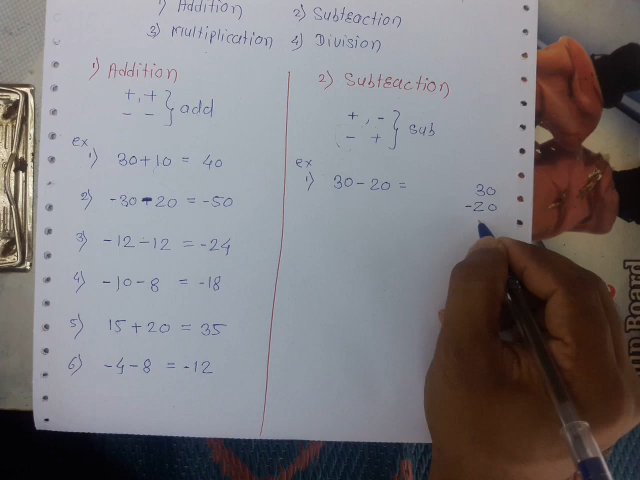 1) Addition 2) Subtraction
3) Multiplication 4) Division
1) Addition
+, +
- - } add
ex
1) 30+10 = 40
2) -30-20 = -50
3) -12-12 = -24
4) -10-8 = -18
5) 15+20 = 35
6) -4-8 = -12
2) Subtraction
+, -
- + } sub
ex
1) 30-20 =
30
-20
Board